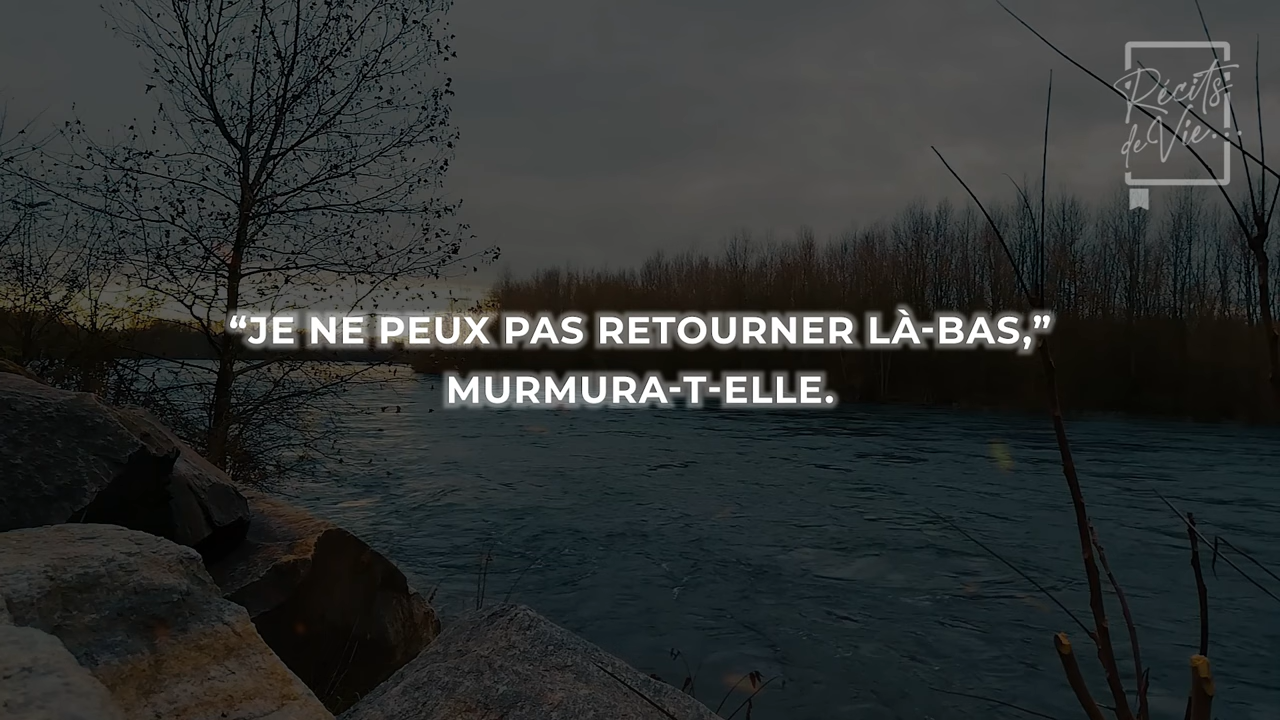 Récits
de Vie...
“JE NE PEUX PAS RETOURNER LÀ-BAS,”
MURMURA-T-ELLE.